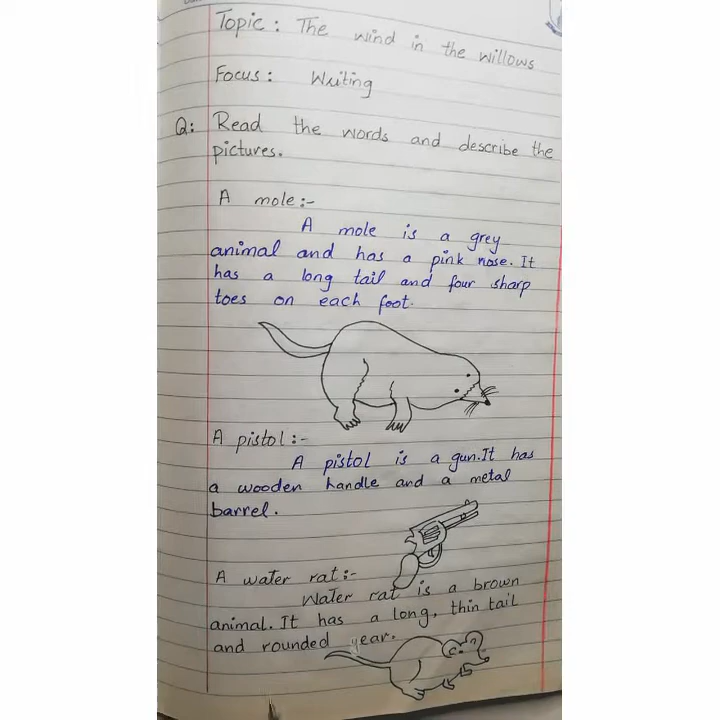 Topic: The wind in the willows
Focus: Writing
Q: Read the words and describe the
pictures.
A mole:-
A mole is a grey
animal and has a pink nose. It
has a long tail and four sharp
toes on each foot.
A pistol:-
A pistol is a gun. It has
a wooden handle and a metal
barrel.
A water rat:-
Water rat is a brown
animal. It has a long, thin tail
and rounded year.